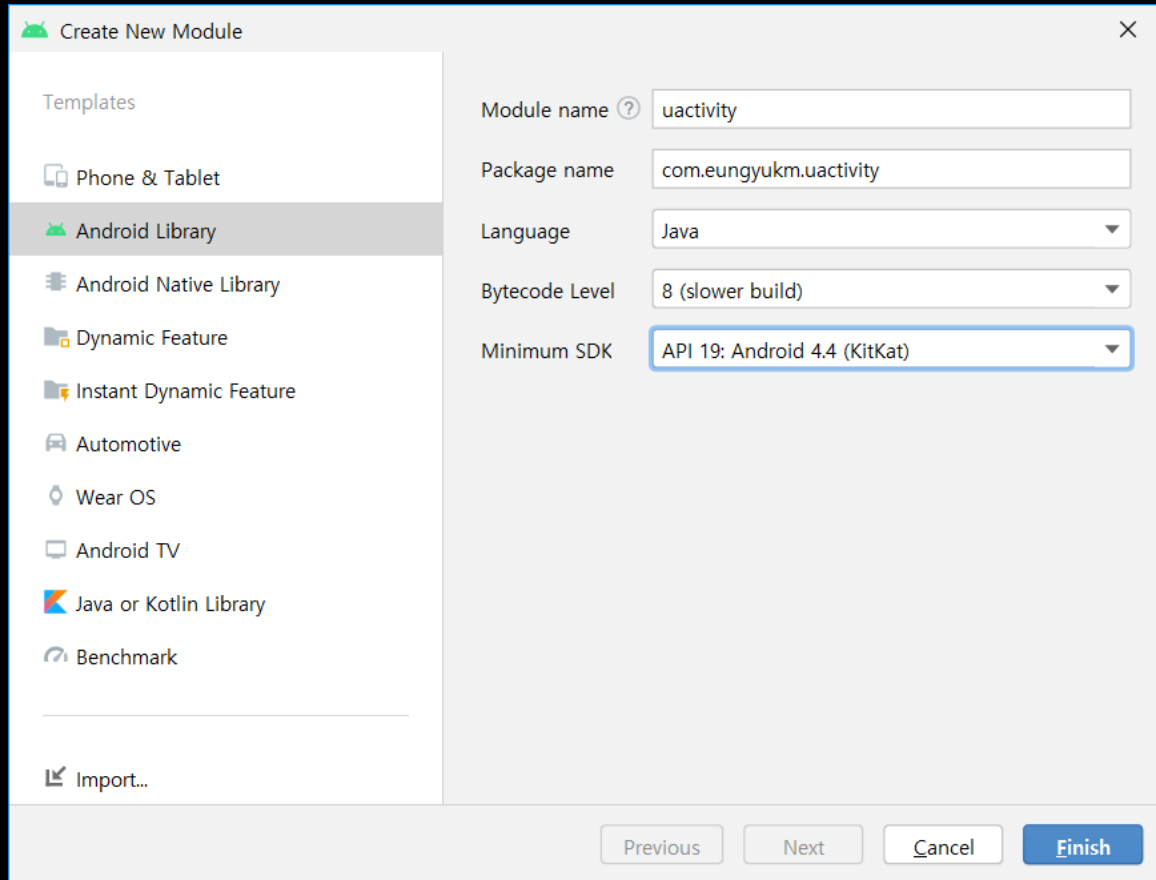 Create New Module
Templates
Phone & Tablet
Android Library
Android Native Library
Dynamic Feature
Instant Dynamic Feature
Automotive
Wear OS
Android TV
Java or Kotlin Library
Benchmark
Import...
Module name ? uactivity
Package name com.eungyukm.uactivity
Language Java
Bytecode Level 8 (slower build)
Minimum SDK API 19: Android 4.4 (KitKat)
Previous Next Cancel Finish